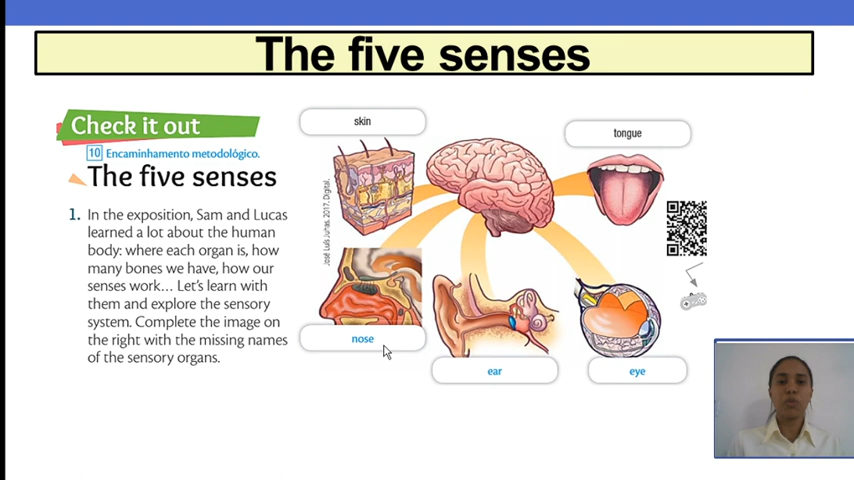 The five senses
Check it out
10 Encaminhamento metodológico.
The five senses
1. In the exposition, Sam and Lucas
learned a lot about the human
body: where each organ is, how
many bones we have, how our
senses work... Let's learn with
them and explore the sensory
system. Complete the image on
the right with the missing names
of the sensory organs.
skin
tongue
José Luís Juhas. 2017. Digital.
nose
ear
eye